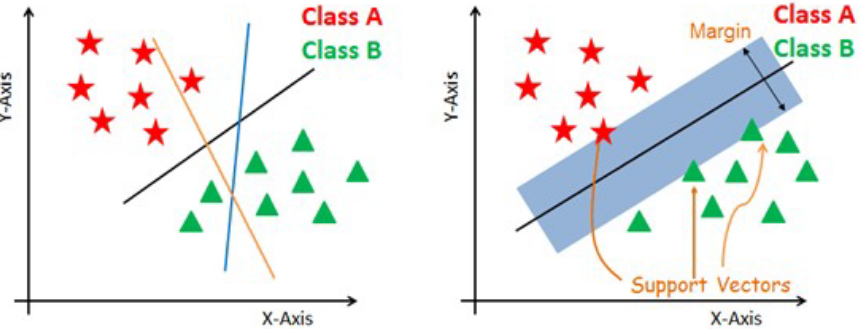 Class A
Class B
Y-Axis
X-Axis
Class A
Class B
Margin
Y-Axis
Support Vectors
X-Axis